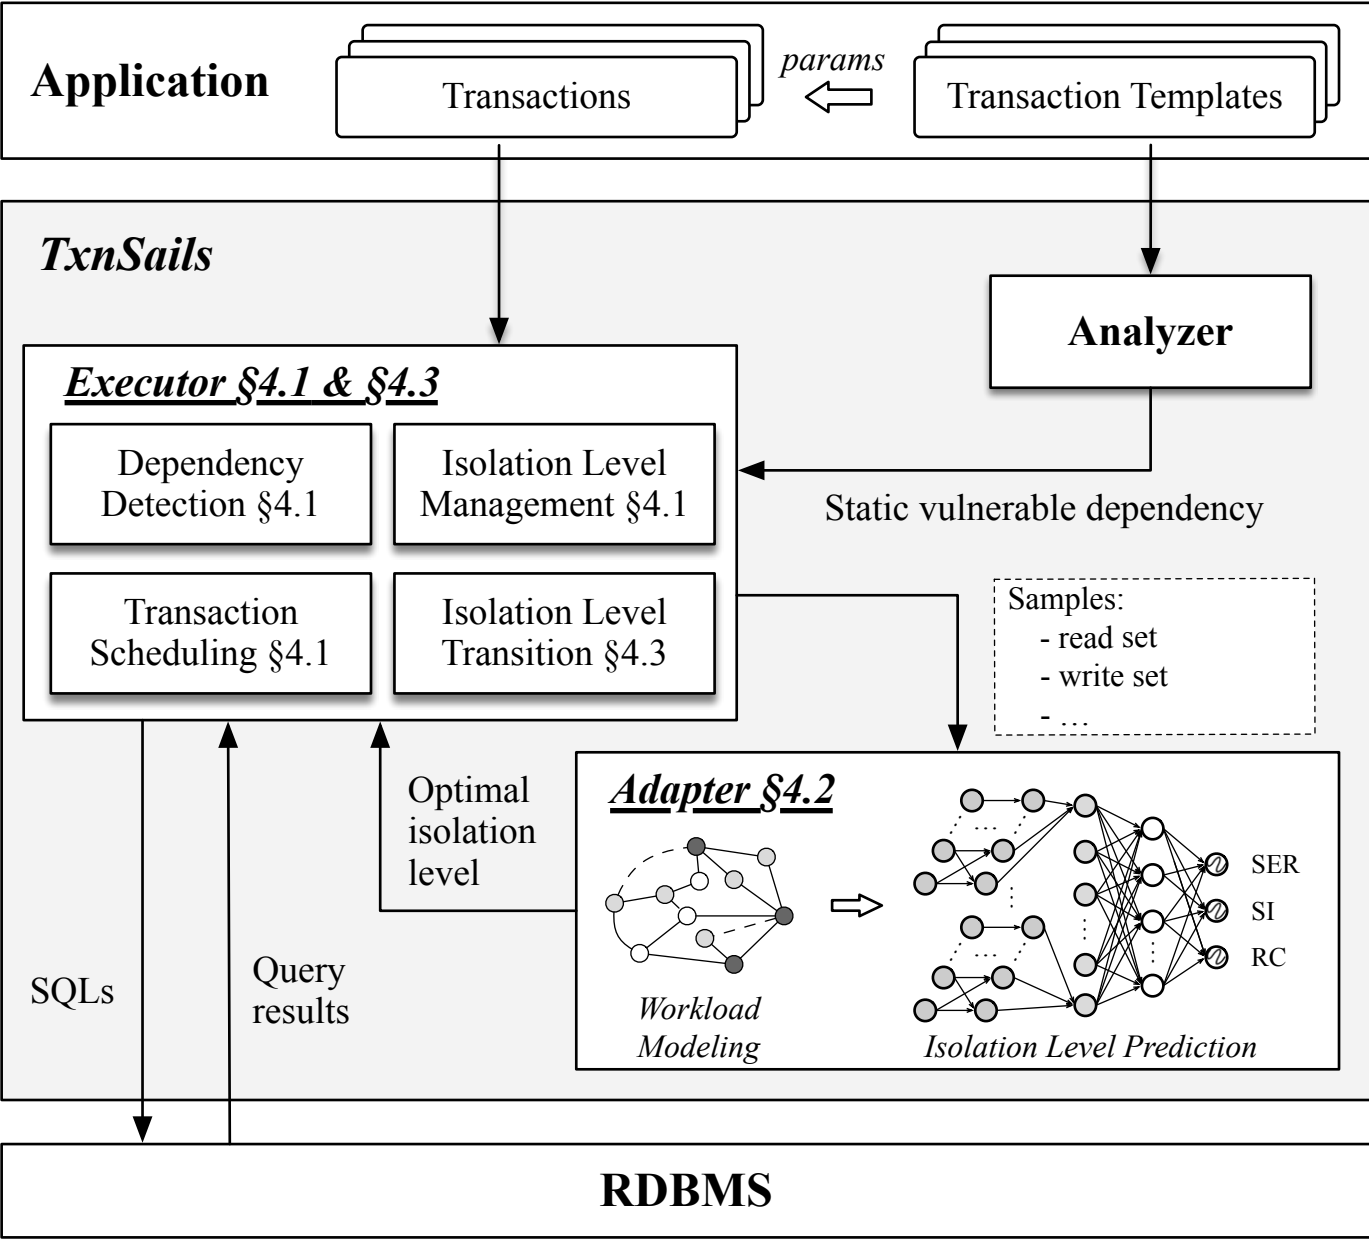 Application
Transactions
params
Transaction Templates
TxnSails
Analyzer
Executor §4.1 & §4.3
Dependency
Detection §4.1
Isolation Level
Management §4.1
Transaction
Scheduling §4.1
Isolation Level
Transition §4.3
Static vulnerable dependency
Samples:
- read set
- write set
- …
Optimal
isolation
level
Adapter §4.2
SER
SI
RC
Workload
Modeling
Isolation Level Prediction
SQLs
Query
results
RDBMS